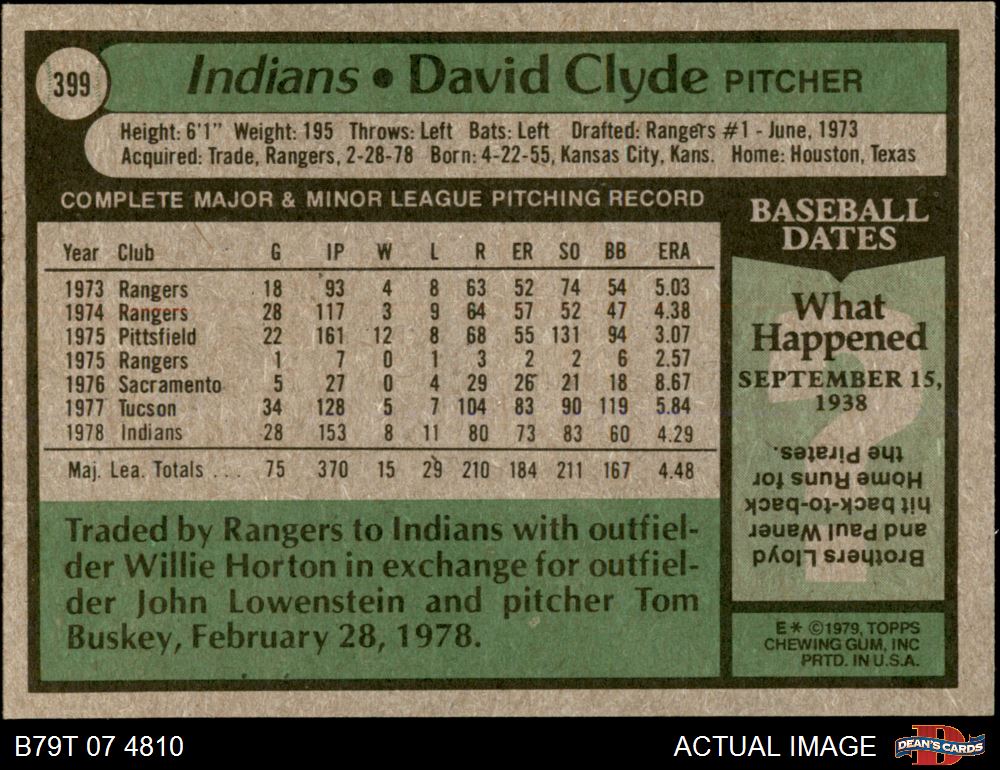 399
Indians • David Clyde PITCHER
Height: 6'1" Weight: 195 Throws: Left Bats: Left Drafted: Rangers #1 - June, 1973
Acquired: Trade, Rangers, 2-28-78 Born: 4-22-55, Kansas City, Kans. Home: Houston, Texas
COMPLETE MAJOR & MINOR LEAGUE PITCHING RECORD
Year Club G IP W L R ER SO BB ERA
1973 Rangers 18 93 4 8 63 52 74 54 5.03
1974 Rangers 28 117 3 9 64 57 52 47 4.38
1975 Pittsfield 22 161 12 8 68 55 131 94 3.07
1975 Rangers 1 7 0 1 3 2 2 6 2.57
1976 Sacramento 5 27 0 4 29 26 21 18 8.67
1977 Tucson 34 128 5 7 104 83 90 119 5.84
1978 Indians 28 153 8 11 80 73 83 60 4.29
Maj. Lea. Totals ... 75 370 15 29 210 184 211 167 4.48
Traded by Rangers to Indians with outfiel-
der Willie Horton in exchange for outfiel-
der John Lowenstein and pitcher Tom
Buskey, February 28, 1978.
BASEBALL
DATES
What
Happened
SEPTEMBER 15,
1938
?
Brothers Lloyd
and Paul Waner
hit back-to-back
Home Runs for
the Pirates.
E* ©1979, TOPPS
CHEWING GUM, INC
PRTD. IN U.S.A.
B79T 07 4810
ACTUAL IMAGE
D
DEAN'S CARDS